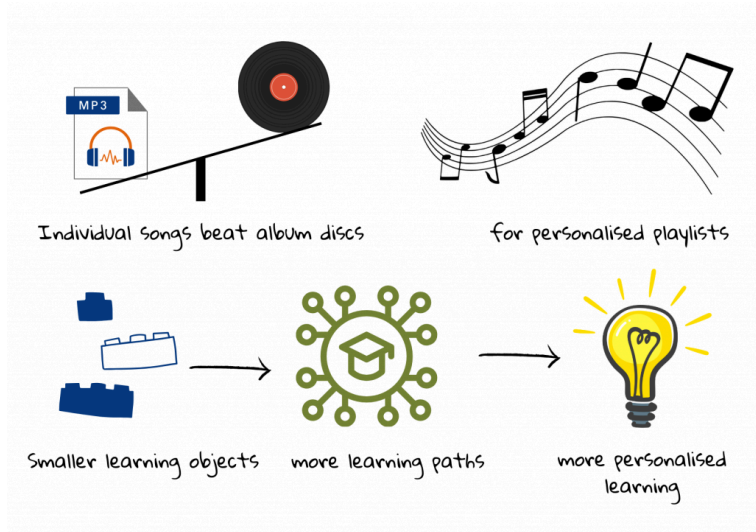 MP3
Individual songs beat album discs
for personalised playlists
Smaller learning objects
more learning paths
more personalised
learning